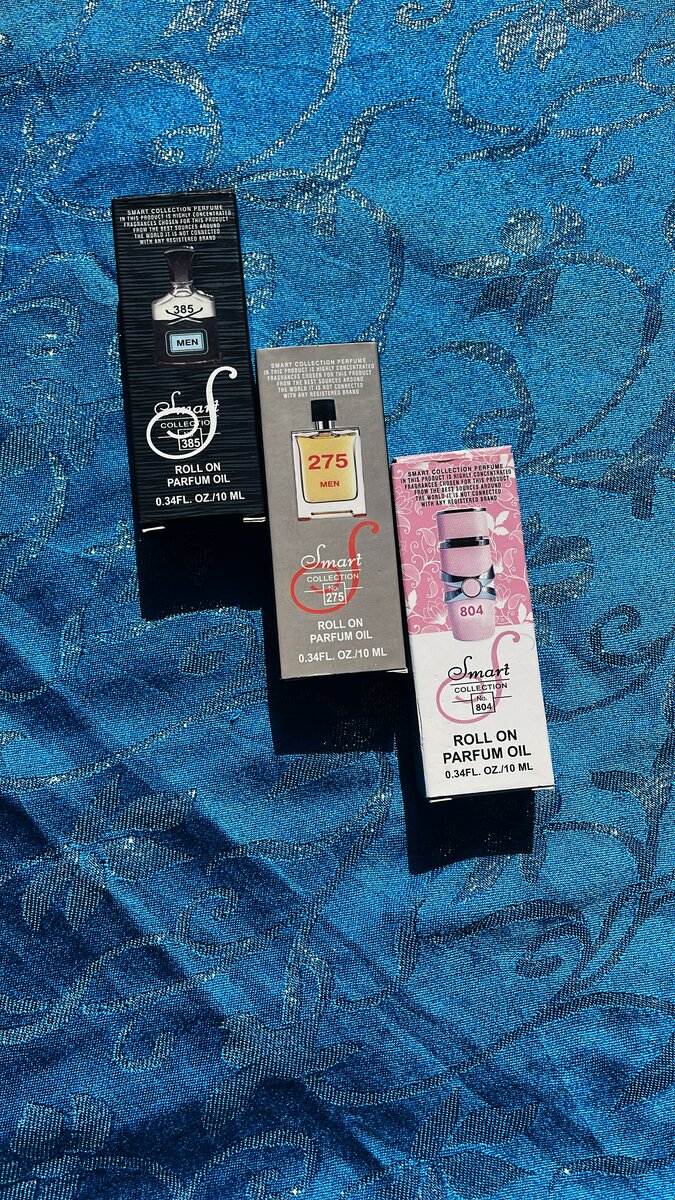 SMART COLLECTION PERFUME
IN THIS PRODUCT IS HIGHLY CONCENTRATED
FRAGRANCES CHOSEN FOR THIS PRODUCT
FROM THE BEST SOURCES AROUND
THE WORLD IT IS NOT CONNECTED
WITH ANY REGISTERED BRAND
385
MEN
Smart
COLLECTION
No.
385
ROLL ON
PARFUM OIL
0.34FL. OZ/10 ML
SMART COLLECTION PERFUME
IN THIS PRODUCT IS HIGHLY CONCENTRATED
FRAGRANCES CHOSEN FOR THIS PRODUCT
FROM THE BEST SOURCES AROUND
THE WORLD IT IS NOT CONNECTED
WITH ANY REGISTERED BRAND
275
MEN
Smart
COLLECTION
No.
275
ROLL ON
PARFUM OIL
0.34FL. OZ./10 ML
SMART COLLECTION PERFUME
IN THIS PRODUCT IS HIGHLY CONCENTRATED
FRAGRANCES CHOSEN FOR THIS PRODUCT
FROM THE BEST SOURCES AROUND
THE WORLD IT IS NOT CONNECTED
WITH ANY REGISTERED BRAND
804
Smart
COLLECTION
No.
804
ROLL ON
PARFUM OIL
0.34FL. OZ./10 ML